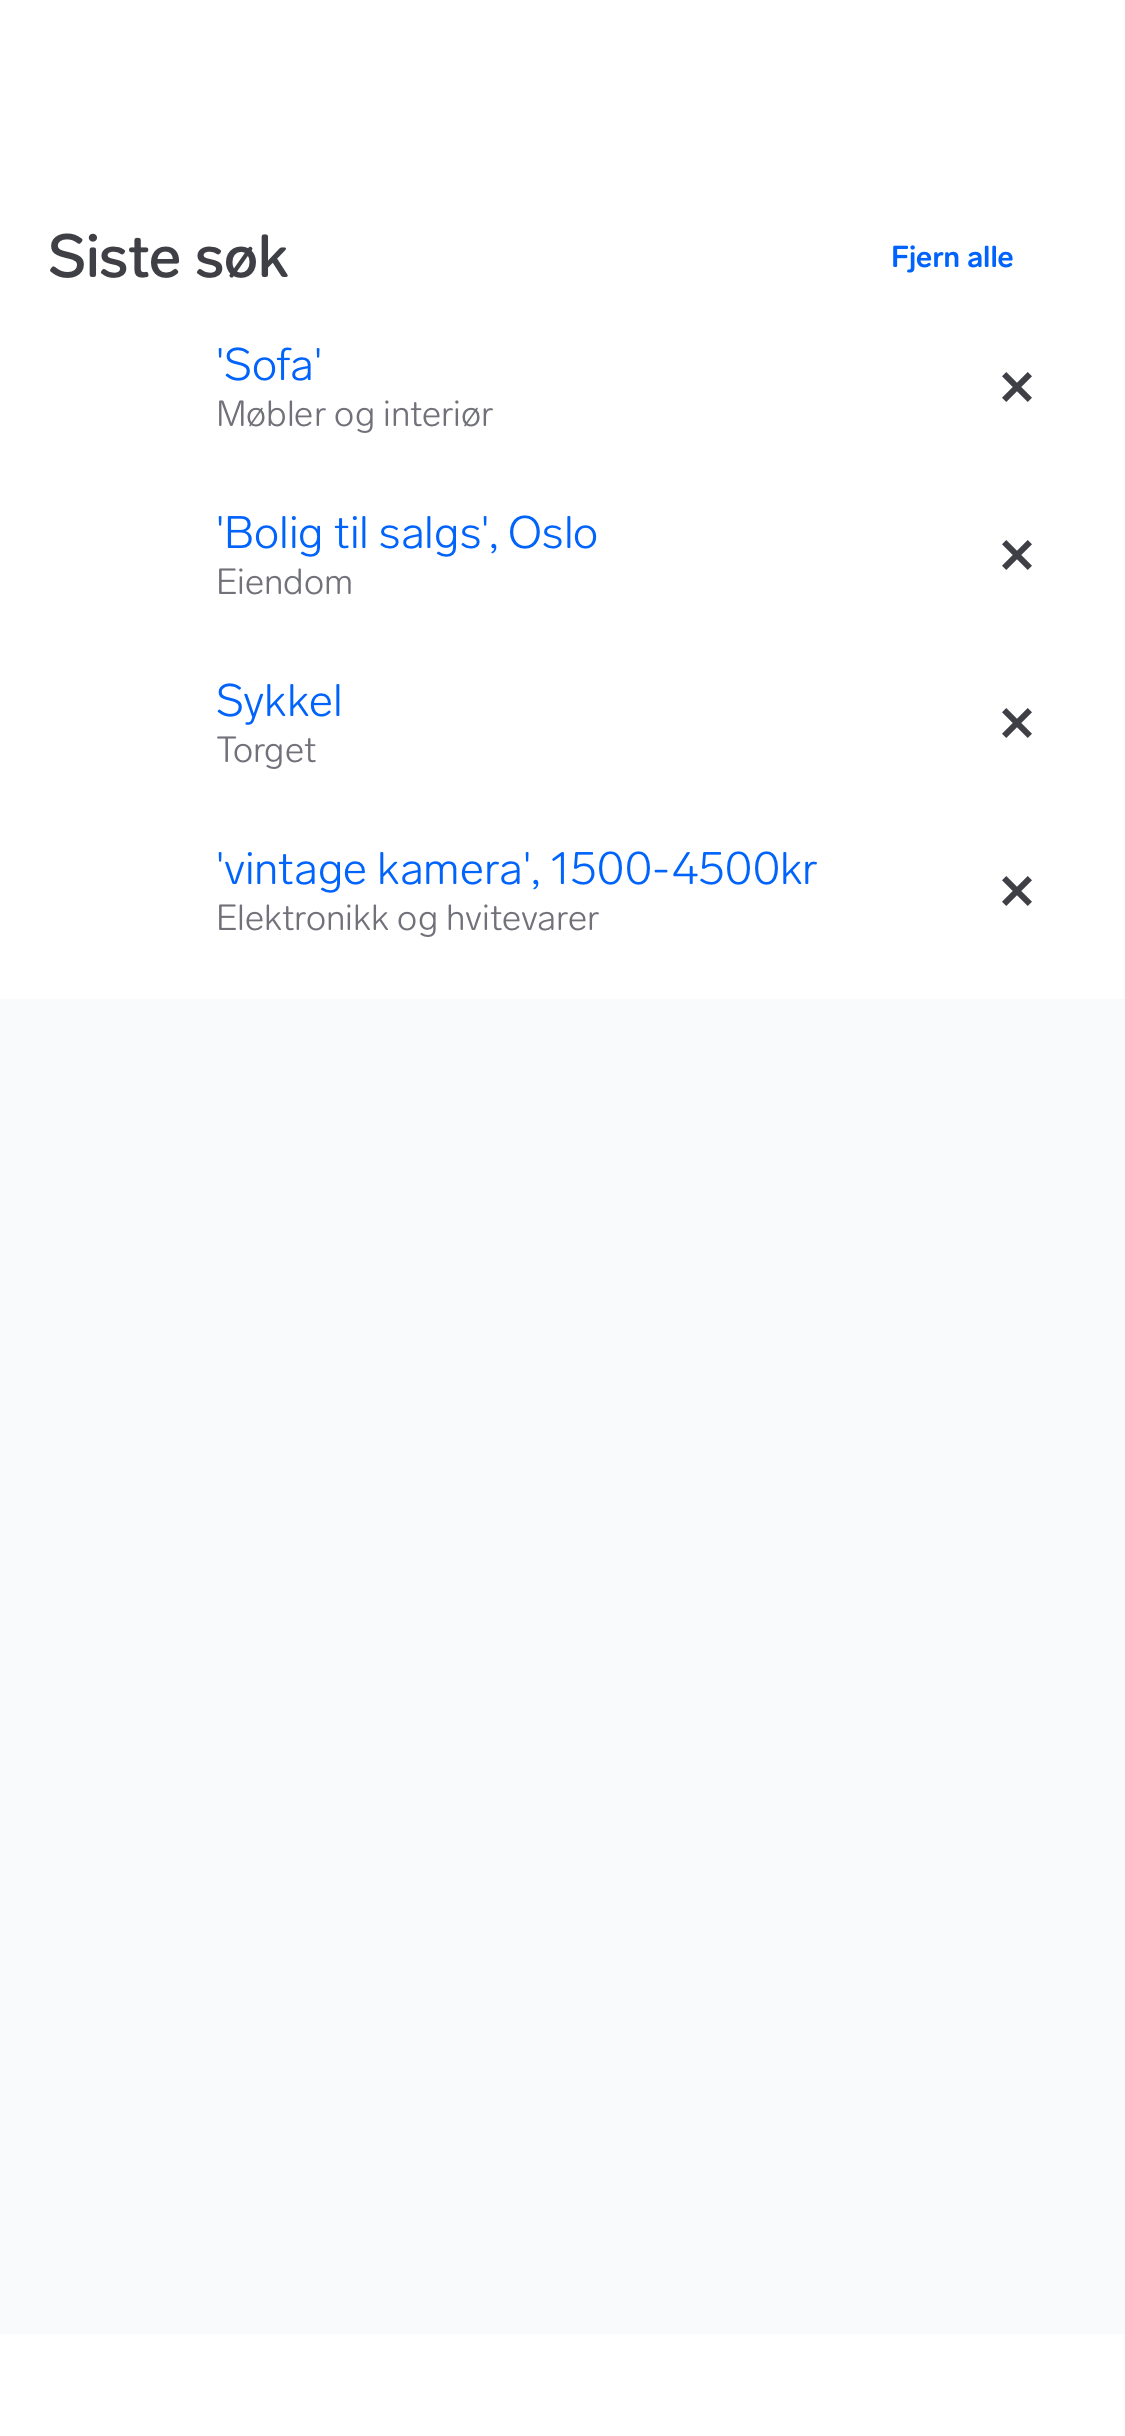 Siste søk
Fjern alle
'Sofa'
Møbler og interiør
'Bolig til salgs', Oslo
Eiendom
Sykkel
Torget
'vintage kamera', 1500-4500kr
Elektronikk og hvitevarer